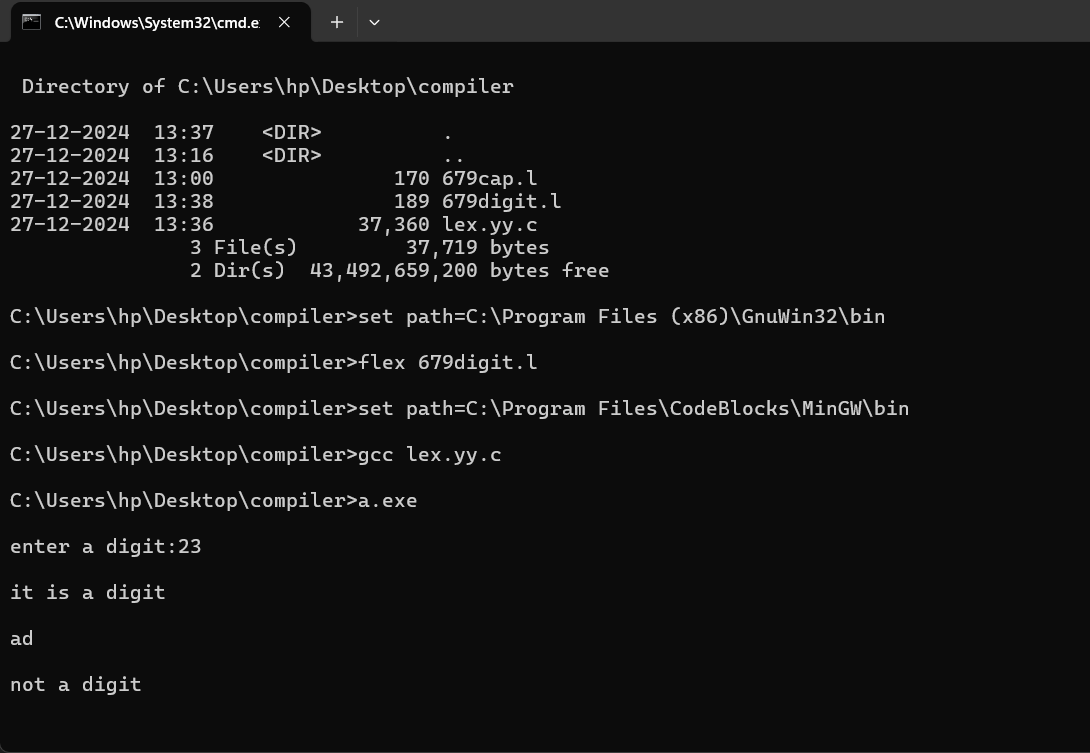 C:\Windows\System32\cmd.e
Directory of C:\Users\hp\Desktop\compiler
27-12-2024  13:37    <DIR>          .
27-12-2024  13:16    <DIR>          ..
27-12-2024  13:00               170 679cap.l
27-12-2024  13:38               189 679digit.l
27-12-2024  13:36            37,360 lex.yy.c
3 File(s)         37,719 bytes
2 Dir(s)  43,492,659,200 bytes free
C:\Users\hp\Desktop\compiler>set path=C:\Program Files (x86)\GnuWin32\bin
C:\Users\hp\Desktop\compiler>flex 679digit.l
C:\Users\hp\Desktop\compiler>set path=C:\Program Files\CodeBlocks\MinGW\bin
C:\Users\hp\Desktop\compiler>gcc lex.yy.c
C:\Users\hp\Desktop\compiler>a.exe
enter a digit:23
it is a digit
ad
not a digit